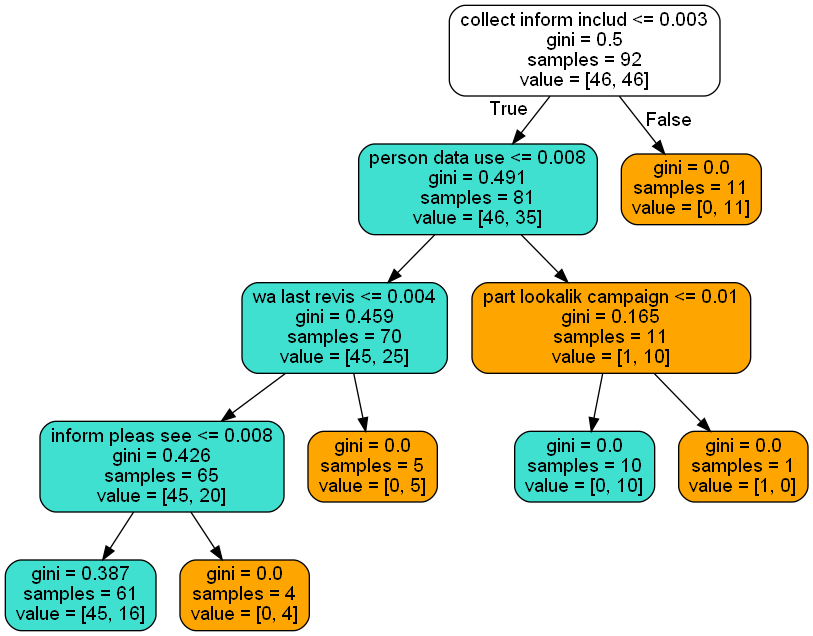 collect inform includ <= 0.003
gini = 0.5
samples = 92
value = [46, 46]
True
False
person data use <= 0.008
gini = 0.491
samples = 81
value = [46, 35]
gini = 0.0
samples = 11
value = [0, 11]
wa last revis <= 0.004
gini = 0.459
samples = 70
value = [45, 25]
part lookalik campaign <= 0.01
gini = 0.165
samples = 11
value = [1, 10]
inform pleas see <= 0.008
gini = 0.426
samples = 65
value = [45, 20]
gini = 0.0
samples = 5
value = [0, 5]
gini = 0.0
samples = 10
value = [0, 10]
gini = 0.0
samples = 1
value = [1, 0]
gini = 0.387
samples = 61
value = [45, 16]
gini = 0.0
samples = 4
value = [0, 4]